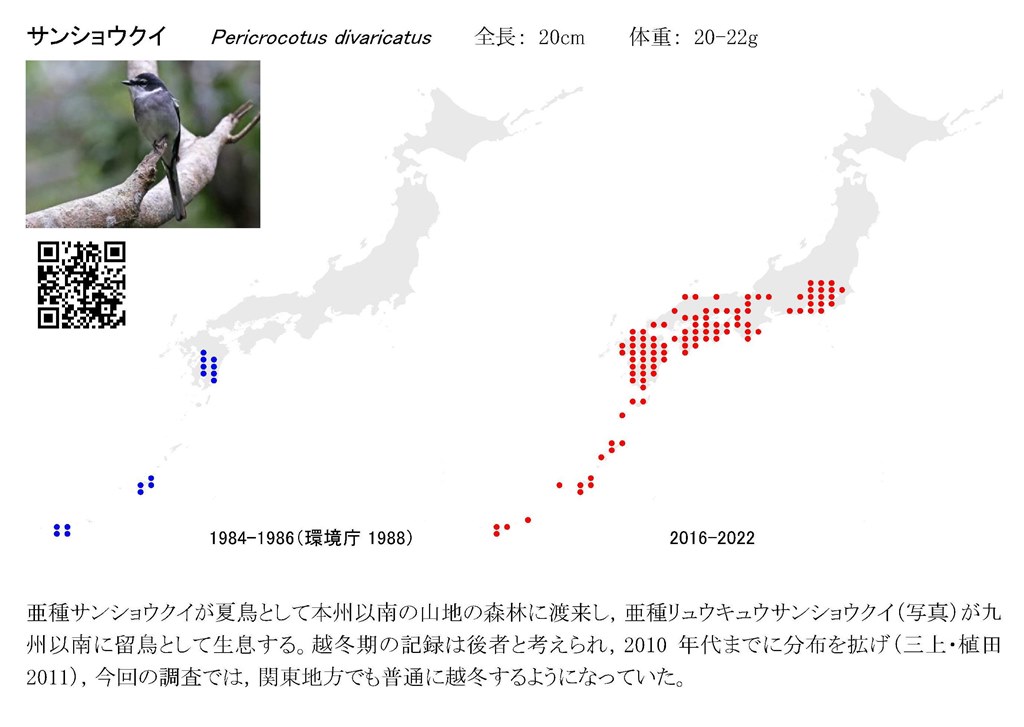 サンショウクイ Pericrocotus divaricatus 全長： 20cm 体重： 20-22g
1984-1986（環境庁 1988） 2016-2022
亜種サンショウクイが夏鳥として本州以南の山地の森林に渡来し，亜種リュウキュウサンショウクイ（写真）が九
州以南に留鳥として生息する。越冬期の記録は後者と考えられ，2010 年代までに分布を拡げ（三上・植田
2011），今回の調査では，関東地方でも普通に越冬するようになっていた。